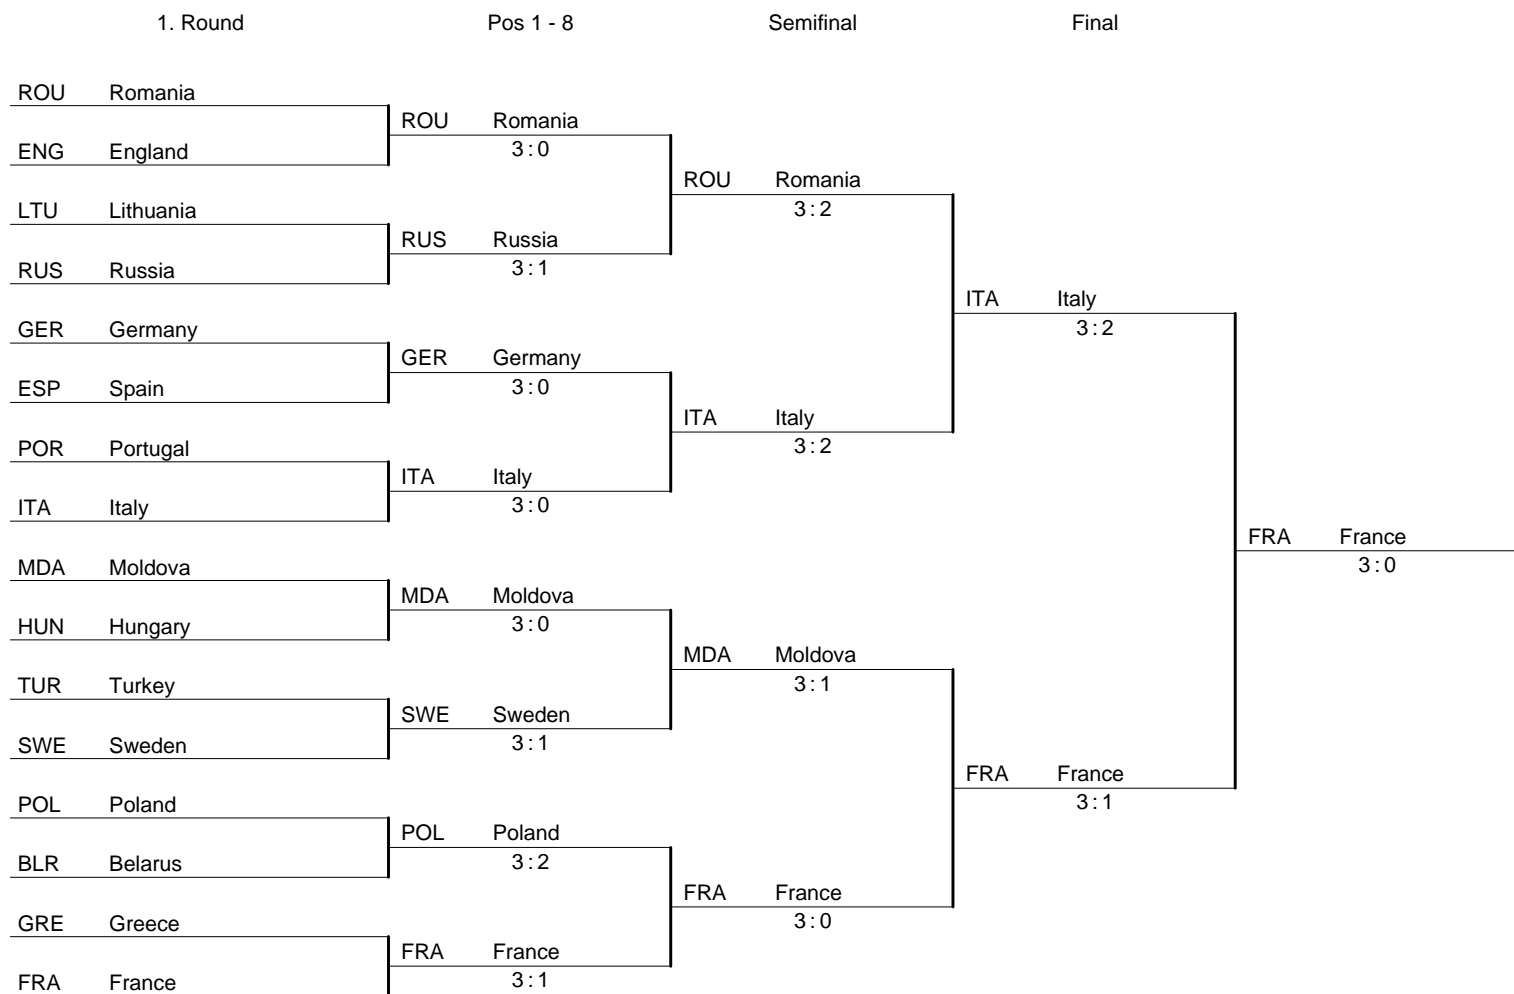 1. Round Pos 1 - 8 Semifinal Final
ROU Romania
ROU Romania
3 : 0
ENG England
ROU Romania
3 : 2
LTU Lithuania
RUS Russia
3 : 1
RUS Russia
ITA Italy
3 : 2
GER Germany
GER Germany
3 : 0
ESP Spain
ITA Italy
3 : 2
POR Portugal
ITA Italy
3 : 0
ITA Italy
FRA France
3 : 0
MDA Moldova
MDA Moldova
3 : 0
HUN Hungary
MDA Moldova
3 : 1
TUR Turkey
SWE Sweden
3 : 1
SWE Sweden
FRA France
3 : 1
POL Poland
POL Poland
3 : 2
BLR Belarus
FRA France
3 : 0
GRE Greece
FRA France
3 : 1
FRA France